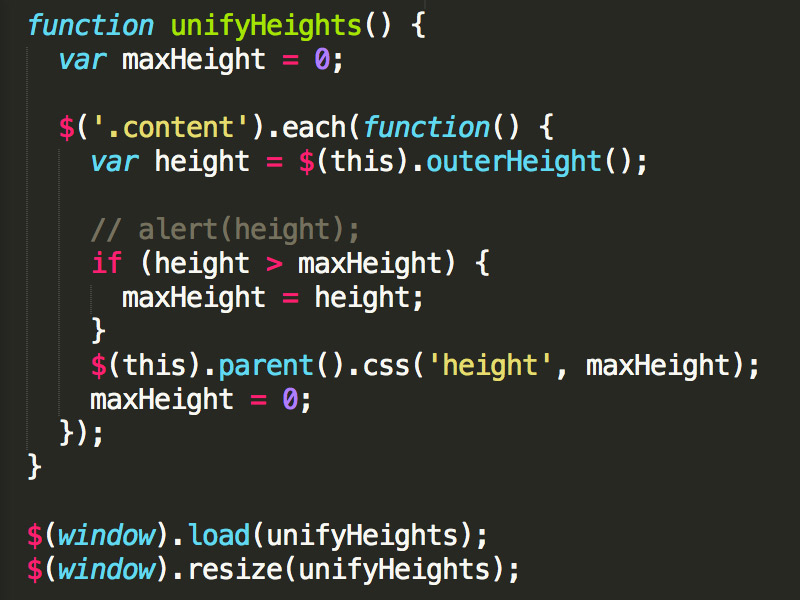 function unifyHeights() {
  var maxHeight = 0;

  $('.content').each(function() {
    var height = $(this).outerHeight();

    // alert(height);
    if (height > maxHeight) {
      maxHeight = height;
    }
    $(this).parent().css('height', maxHeight);
    maxHeight = 0;
  });
}

$(window).load(unifyHeights);
$(window).resize(unifyHeights);